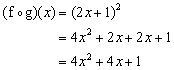 (f∘g)(x) = (2x+1)²
= 4x² + 2x + 2x + 1
= 4x² + 4x + 1